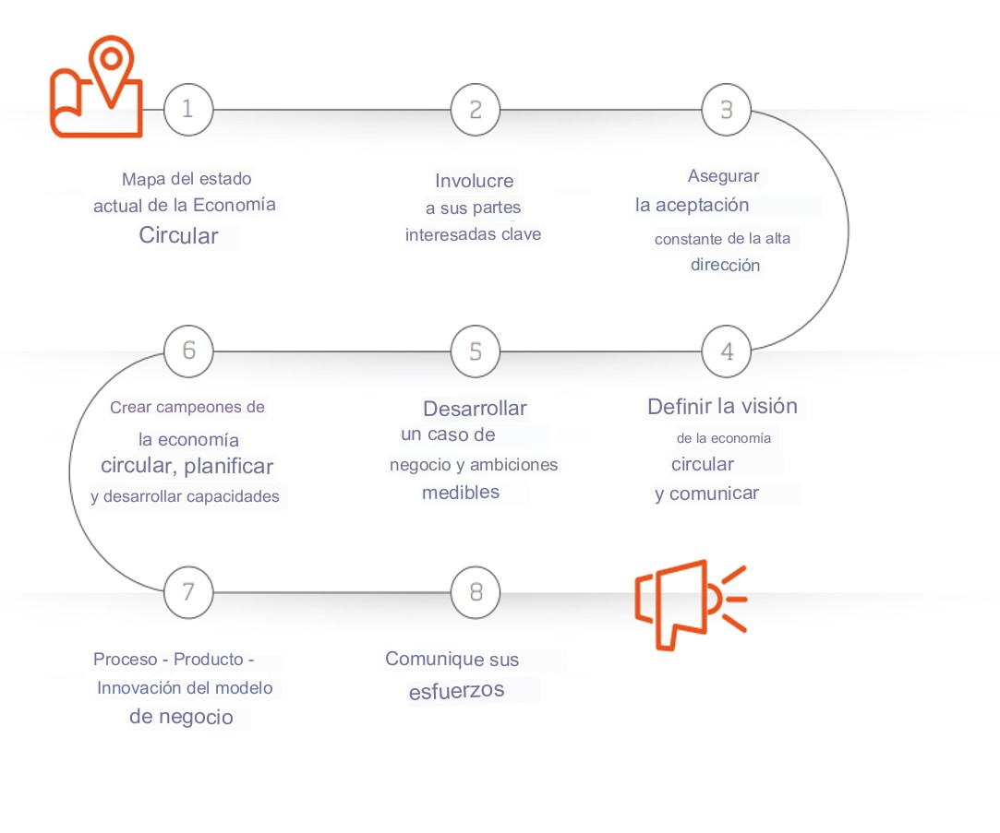 1
2
3
Mapa del estado
actual de la Economía
Circular
Involucre
a sus partes
interesadas clave
Asegurar
la aceptación
constante de la alta
dirección
6
5
4
Crear campeones de
la economía
circular, planificar
y desarrollar capacidades
Desarrollar
un caso de
negocio y ambiciones
medibles
Definir la visión
de la economía
circular
y comunicar
7
8
Proceso - Producto -
Innovación del modelo
de negocio
Comunique sus
esfuerzos